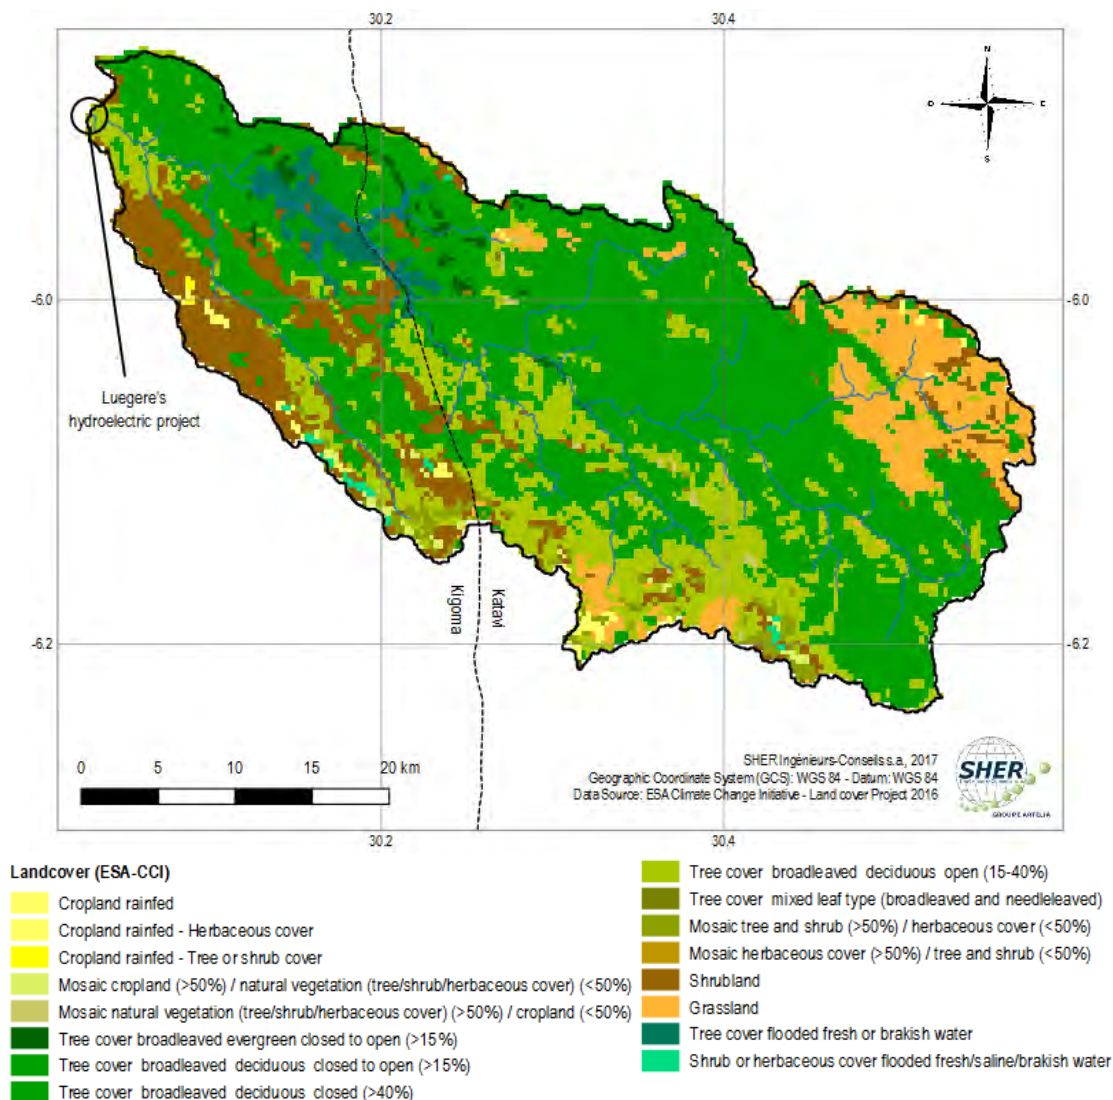 30.2 30.4
N
O E
S
-6.0 -6.0
Luegere's
hydroelectric project
Kigoma Katavi
-6.2 -6.2
0 5 10 15 20 km
SHER Ingénieurs-Conseils s.a., 2017
Geographic Coordinate System (GCS): WGS 84 - Datum: WGS 84
Data Source: ESA Climate Change Initiative - Land cover Project 2016
SHER
GROUPE ARTELIA
30.2 30.4
Landcover (ESA-CCI)
Cropland rainfed
Cropland rainfed - Herbaceous cover
Cropland rainfed - Tree or shrub cover
Mosaic cropland (>50%) / natural vegetation (tree/shrub/herbaceous cover) (<50%)
Mosaic natural vegetation (tree/shrub/herbaceous cover) (>50%) / cropland (<50%)
Tree cover broadleaved evergreen closed to open (>15%)
Tree cover broadleaved deciduous closed to open (>15%)
Tree cover broadleaved deciduous closed (>40%)
Tree cover broadleaved deciduous open (15-40%)
Tree cover mixed leaf type (broadleaved and needleleaved)
Mosaic tree and shrub (>50%) / herbaceous cover (<50%)
Mosaic herbaceous cover (>50%) / tree and shrub (<50%)
Shrubland
Grassland
Tree cover flooded fresh or brakish water
Shrub or herbaceous cover flooded fresh/saline/brakish water